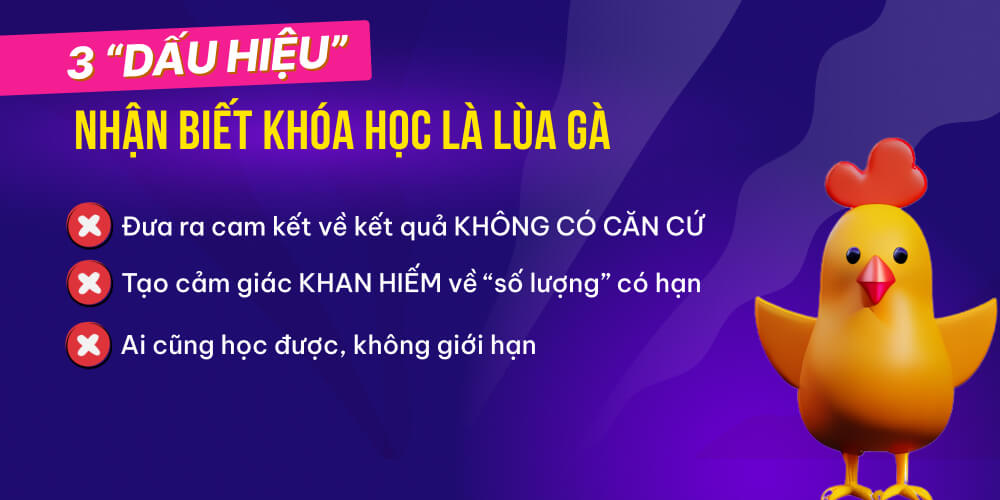 3 “DẤU HIỆU”
NHẬN BIẾT KHÓA HỌC LÀ LÙA GÀ
Đưa ra cam kết về kết quả KHÔNG CÓ CĂN CỨ
Tạo cảm giác KHAN HIẾM về “số lượng” có hạn
Ai cũng học được, không giới hạn